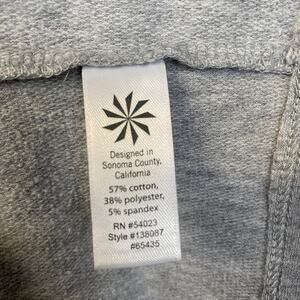 Designed in
Sonoma County,
California
57% cotton,
38% polyester,
5% spandex
RN #54023
Style #138087
#65435